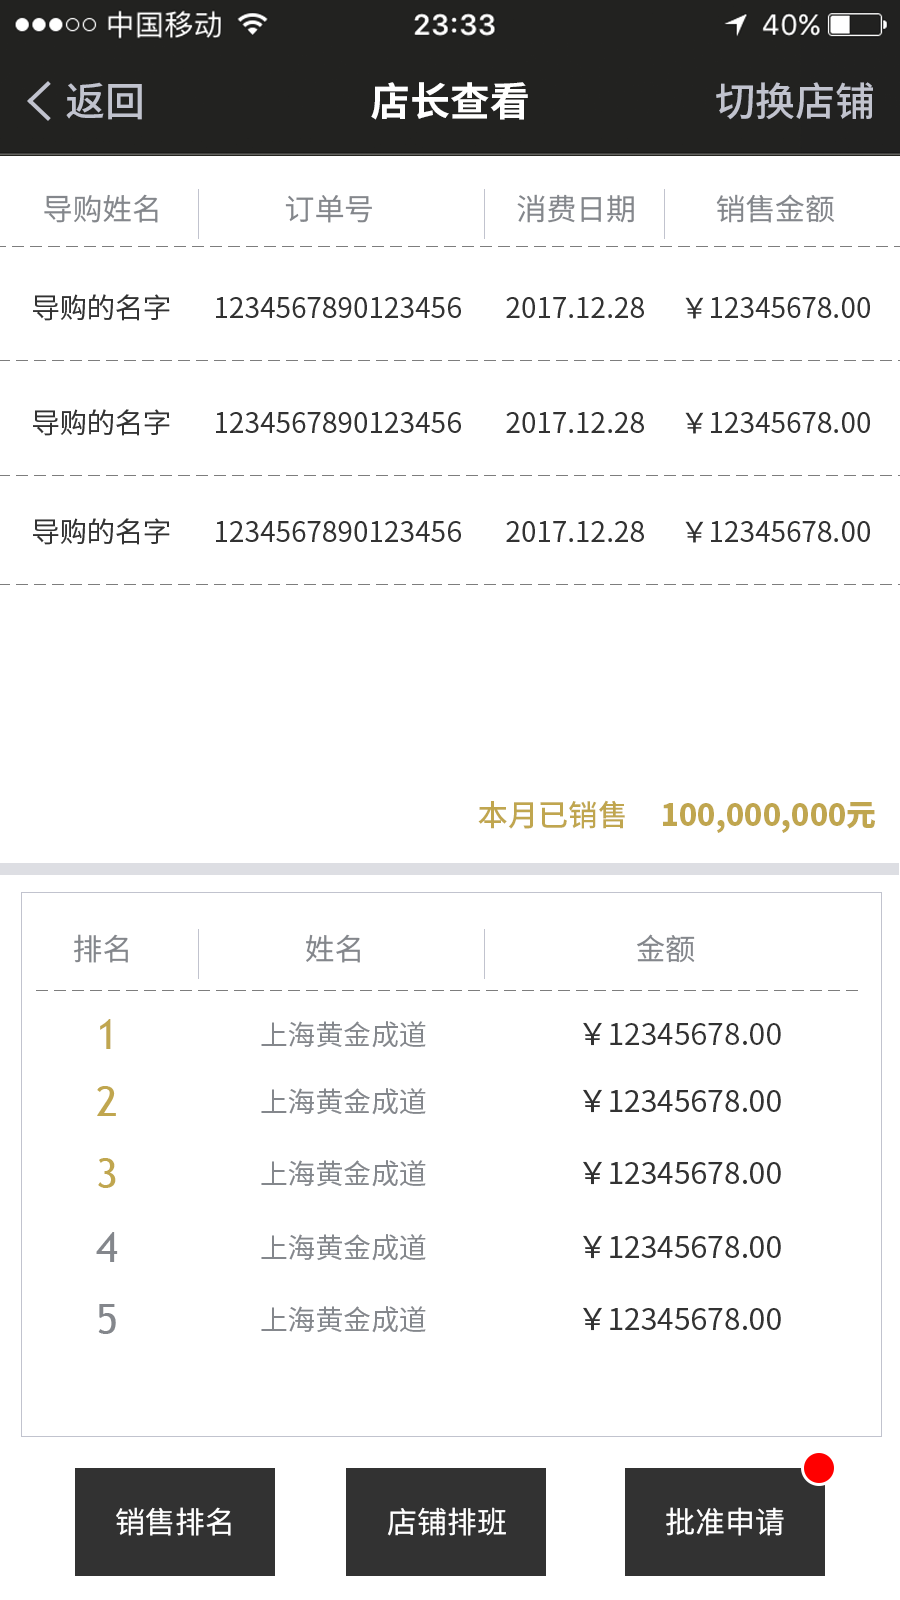 中国移动 23:33 40%
返回 店长查看 切换店铺
导购姓名 订单号 消费日期 销售金额
导购的名字 1234567890123456 2017.12.28 ￥12345678.00
导购的名字 1234567890123456 2017.12.28 ￥12345678.00
导购的名字 1234567890123456 2017.12.28 ￥12345678.00
本月已销售 100,000,000元
排名 姓名 金额
1 上海黄金成道 ￥12345678.00
2 上海黄金成道 ￥12345678.00
3 上海黄金成道 ￥12345678.00
4 上海黄金成道 ￥12345678.00
5 上海黄金成道 ￥12345678.00
销售排名 店铺排班 批准申请